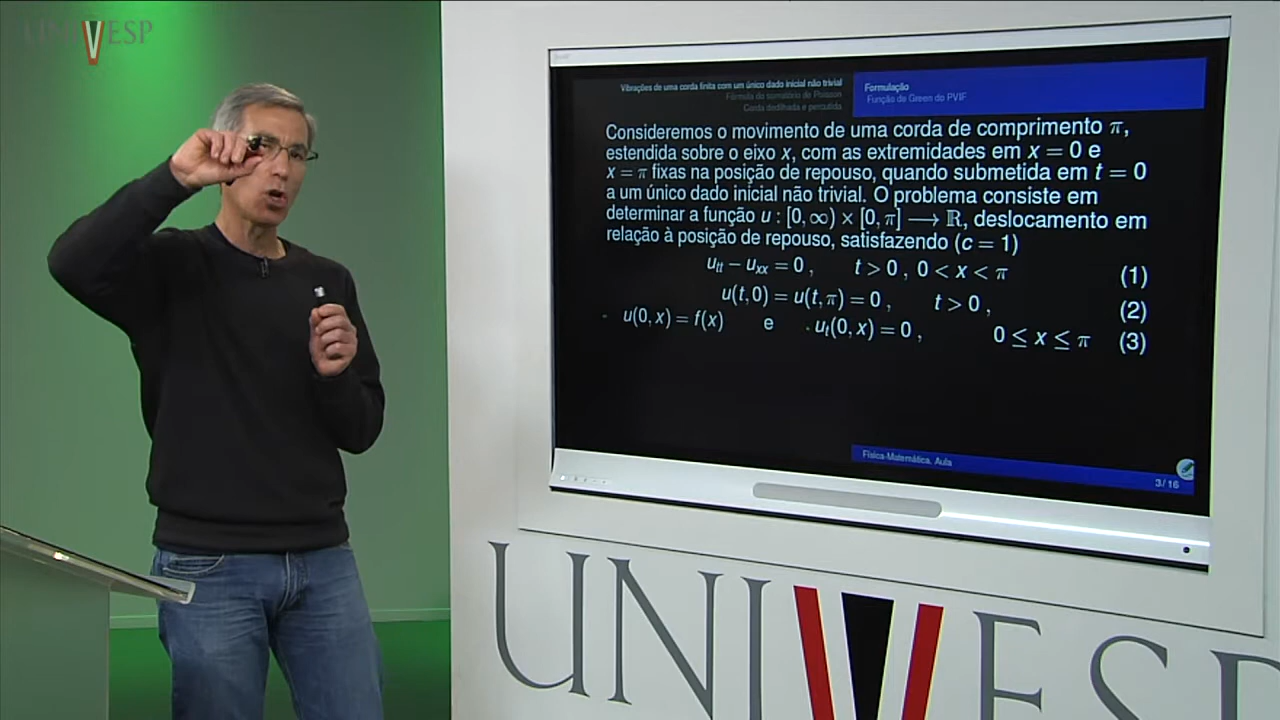 UNIVESP
Vibrações de uma corda finita com um único dado inicial não trivial
Fórmula do somatório de Poisson
Corda dedilhada e percutida
Formulação
Função de Green do PVIF
Consideremos o movimento de uma corda de comprimento π,
estendida sobre o eixo x, com as extremidades em x = 0 e
x = π fixas na posição de repouso, quando submetida em t = 0
a um único dado inicial não trivial. O problema consiste em
determinar a função u : [0, ∞) × [0, π] ⟶ ℝ, deslocamento em
relação à posição de repouso, satisfazendo (c = 1)
u_tt − u_xx = 0 , t > 0 , 0 < x < π (1)
u(t, 0) = u(t, π) = 0 , t > 0 , (2)
u(0, x) = f(x) e u_t(0, x) = 0 , 0 ≤ x ≤ π (3)
Física-Matemática, Aula
3/16
UNIVESP